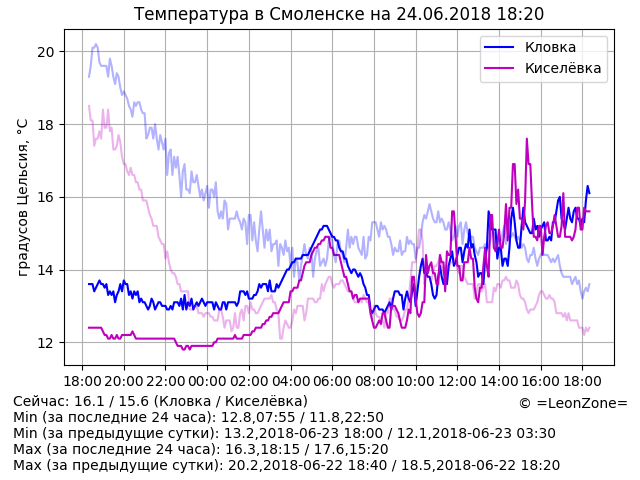 Температура в Смоленске на 24.06.2018 18:20
Кловка
Киселёвка
градусов Цельсия, °C
20
18
16
14
12
18:00 20:00 22:00 00:00 02:00 04:00 06:00 08:00 10:00 12:00 14:00 16:00 18:00
Сейчас: 16.1 / 15.6 (Кловка / Киселёвка)
© =LeonZone=
Min (за последние 24 часа): 12.8,07:55 / 11.8,22:50
Min (за предыдущие сутки): 13.2,2018-06-23 18:00 / 12.1,2018-06-23 03:30
Max (за последние 24 часа): 16.3,18:15 / 17.6,15:20
Max (за предыдущие сутки): 20.2,2018-06-22 18:40 / 18.5,2018-06-22 18:20